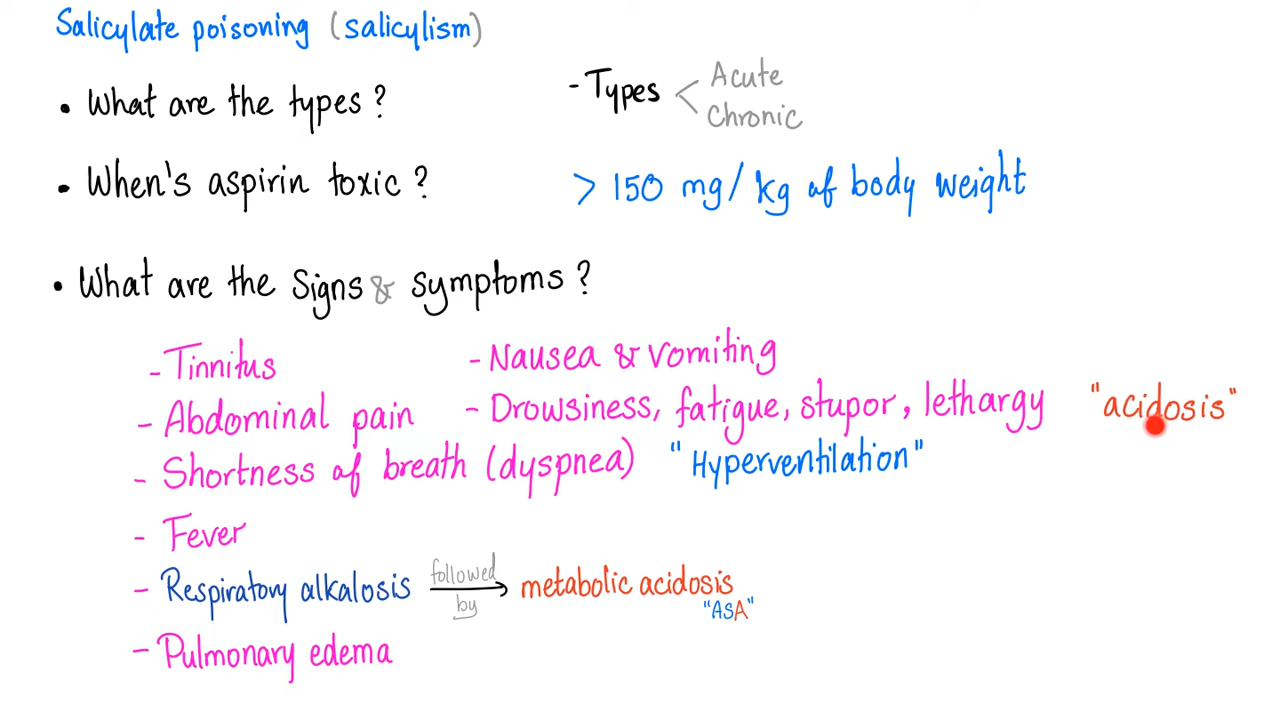 Salicylate poisoning (salicylism)
• What are the types?
- Types < Acute
Chronic
• When's aspirin toxic?
> 150 mg/kg of body weight
• What are the Signs & symptoms?
- Tinnitus
- Nausea & vomiting
- Abdominal pain
- Drowsiness, fatigue, stupor, lethargy "acidosis"
- Shortness of breath (dyspnea) "Hyperventilation"
- Fever
- Respiratory alkalosis followed by → metabolic acidosis
"ASA"
- Pulmonary edema